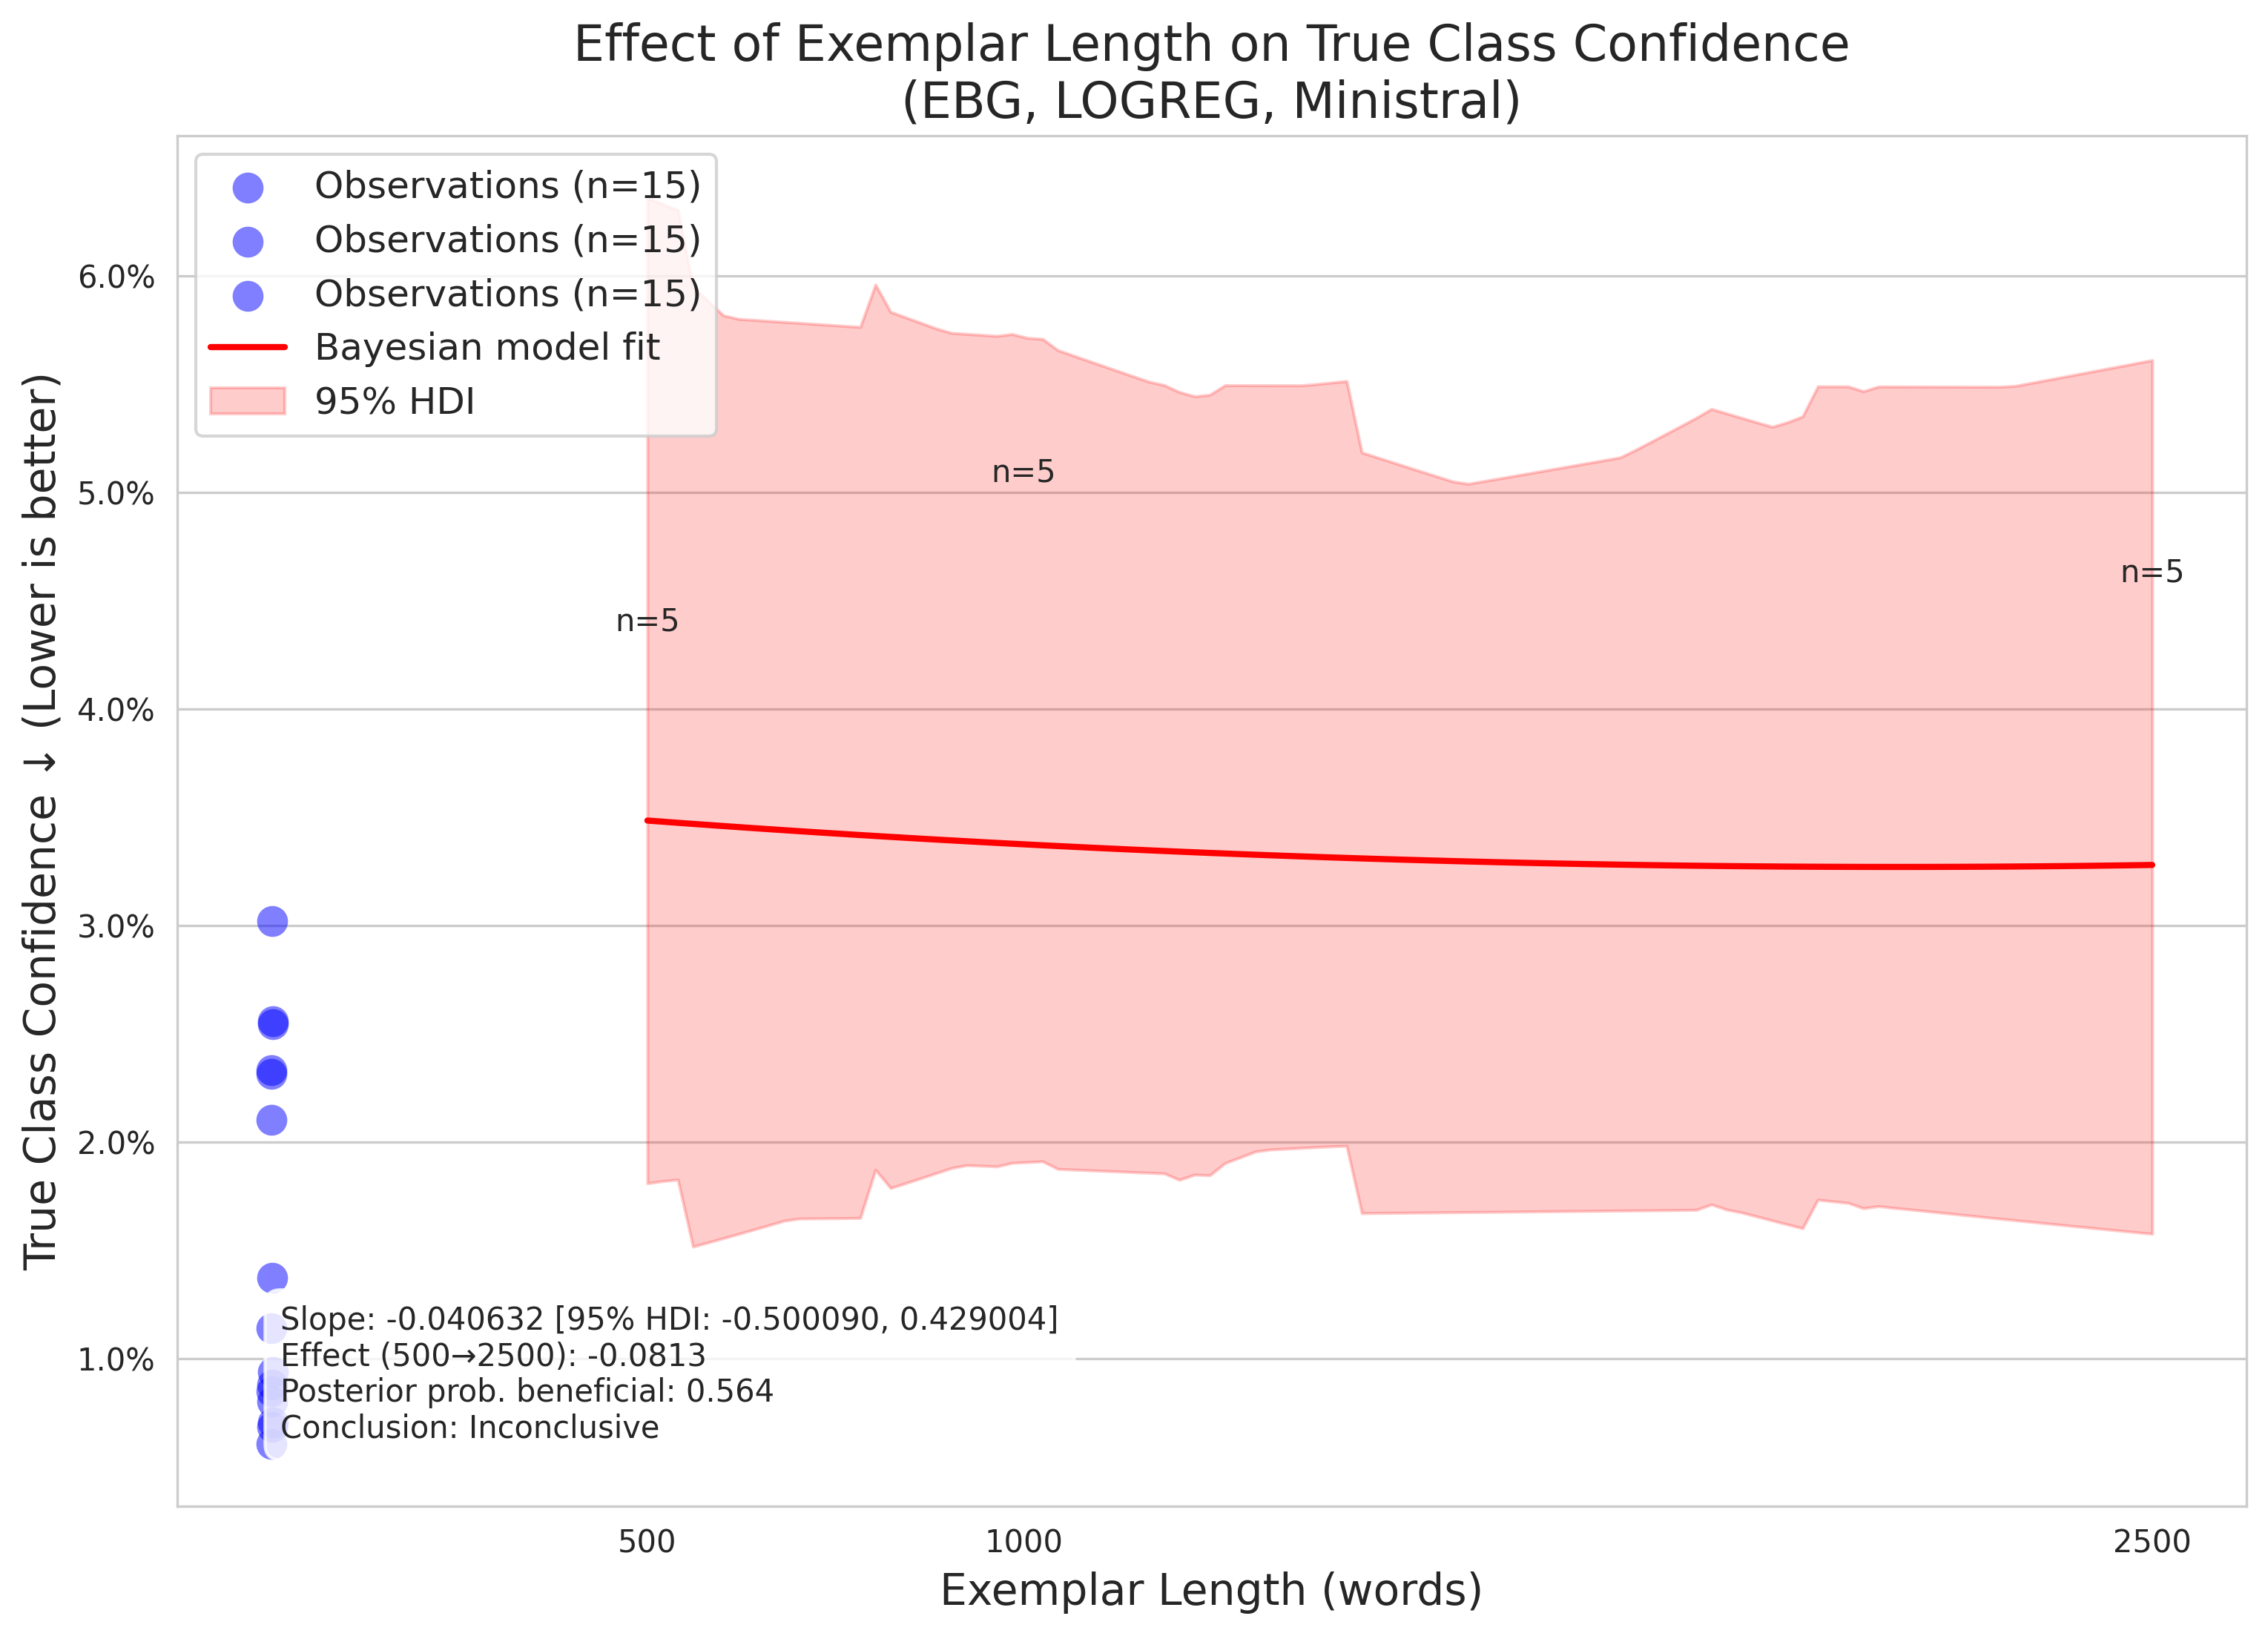 Effect of Exemplar Length on True Class Confidence
(EBG, LOGREG, Ministral)
Observations (n=15)
Observations (n=15)
Observations (n=15)
Bayesian model fit
95% HDI
True Class Confidence ↓ (Lower is better)
6.0%
5.0%
4.0%
3.0%
2.0%
1.0%
n=5
n=5
n=5
Slope: -0.040632 [95% HDI: -0.500090, 0.429004]
Effect (500→2500): -0.0813
Posterior prob. beneficial: 0.564
Conclusion: Inconclusive
500
1000
2500
Exemplar Length (words)